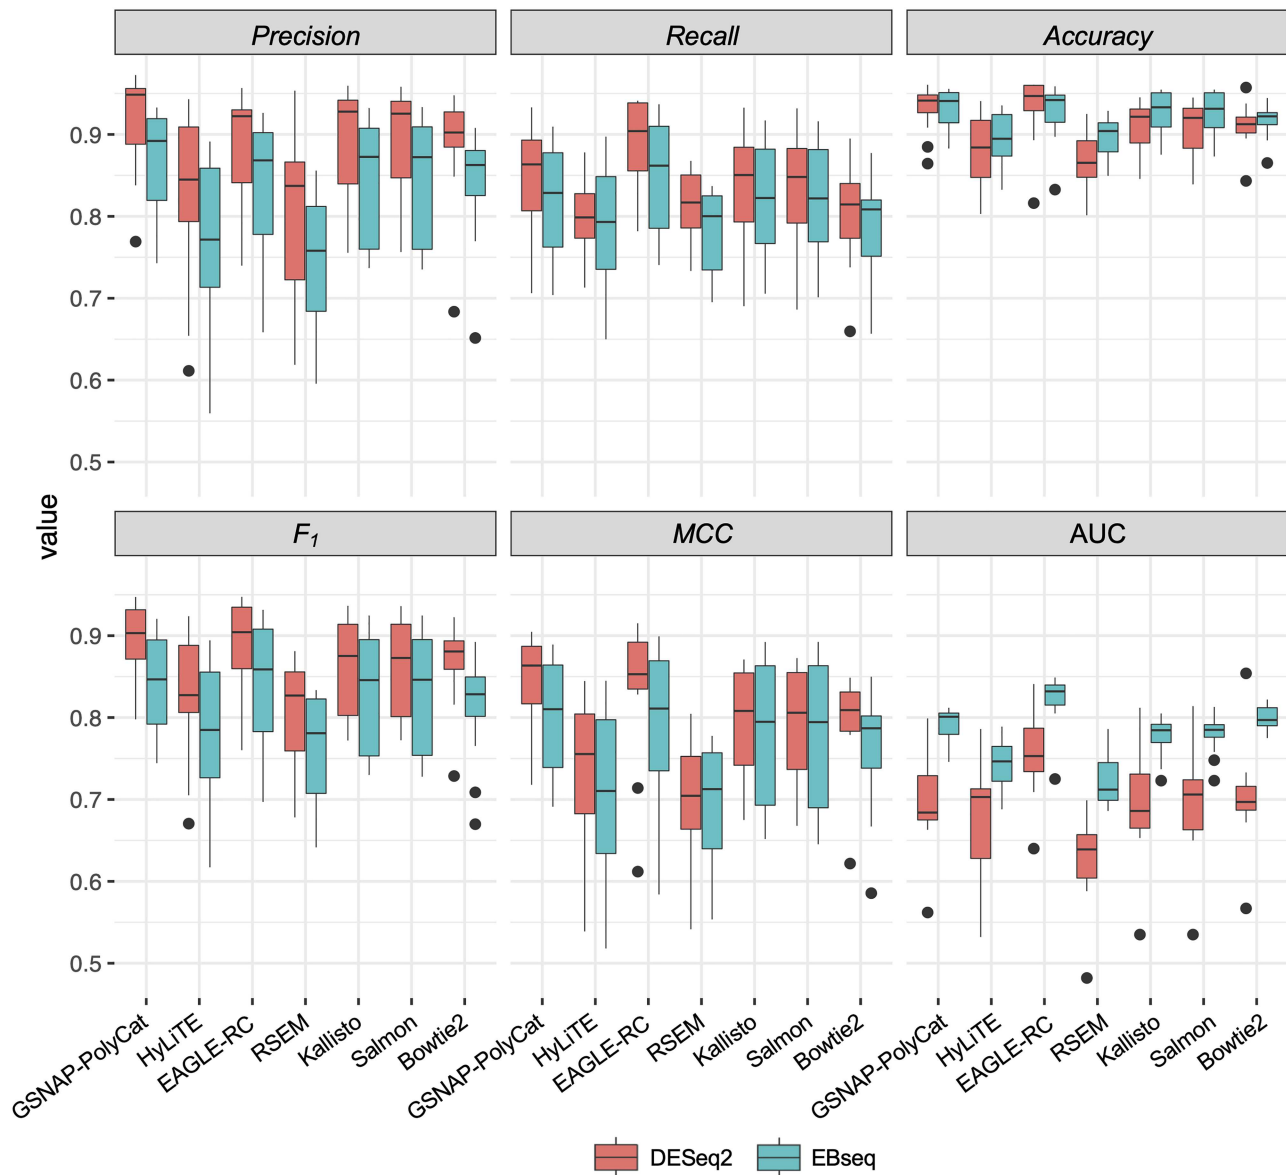 Precision
Recall
Accuracy
0.9
0.8
0.7
0.6
0.5
value
F1
MCC
AUC
0.9
0.8
0.7
0.6
0.5
GSNAP-PolyCat
HyLiTE
EAGLE-RC
RSEM
Kallisto
Salmon
Bowtie2
GSNAP-PolyCat
HyLiTE
EAGLE-RC
RSEM
Kallisto
Salmon
Bowtie2
GSNAP-PolyCat
HyLiTE
EAGLE-RC
RSEM
Kallisto
Salmon
Bowtie2
DESeq2 EBseq